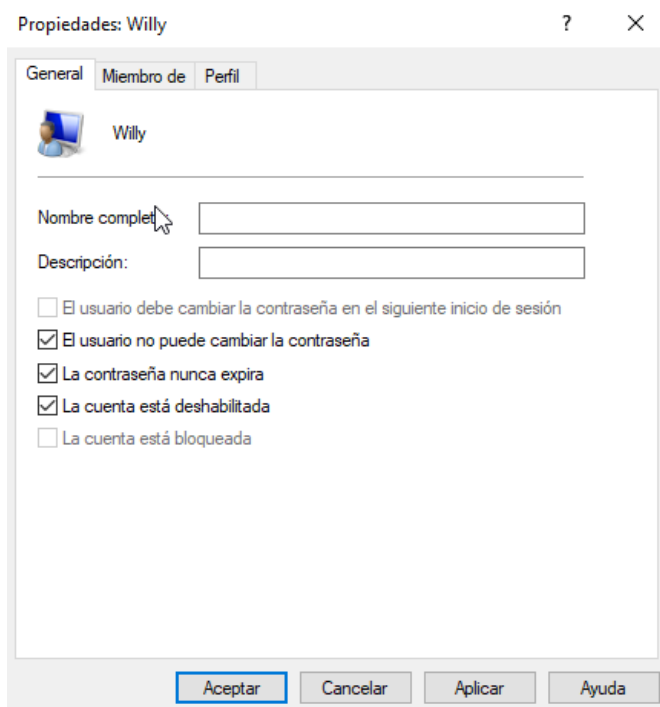 Propiedades: Willy ?
General Miembro de Perfil
Willy
Nombre complet
Descripción:
El usuario debe cambiar la contraseña en el siguiente inicio de sesión
El usuario no puede cambiar la contraseña
La contraseña nunca expira
La cuenta está deshabilitada
La cuenta está bloqueada
Aceptar Cancelar Aplicar Ayuda